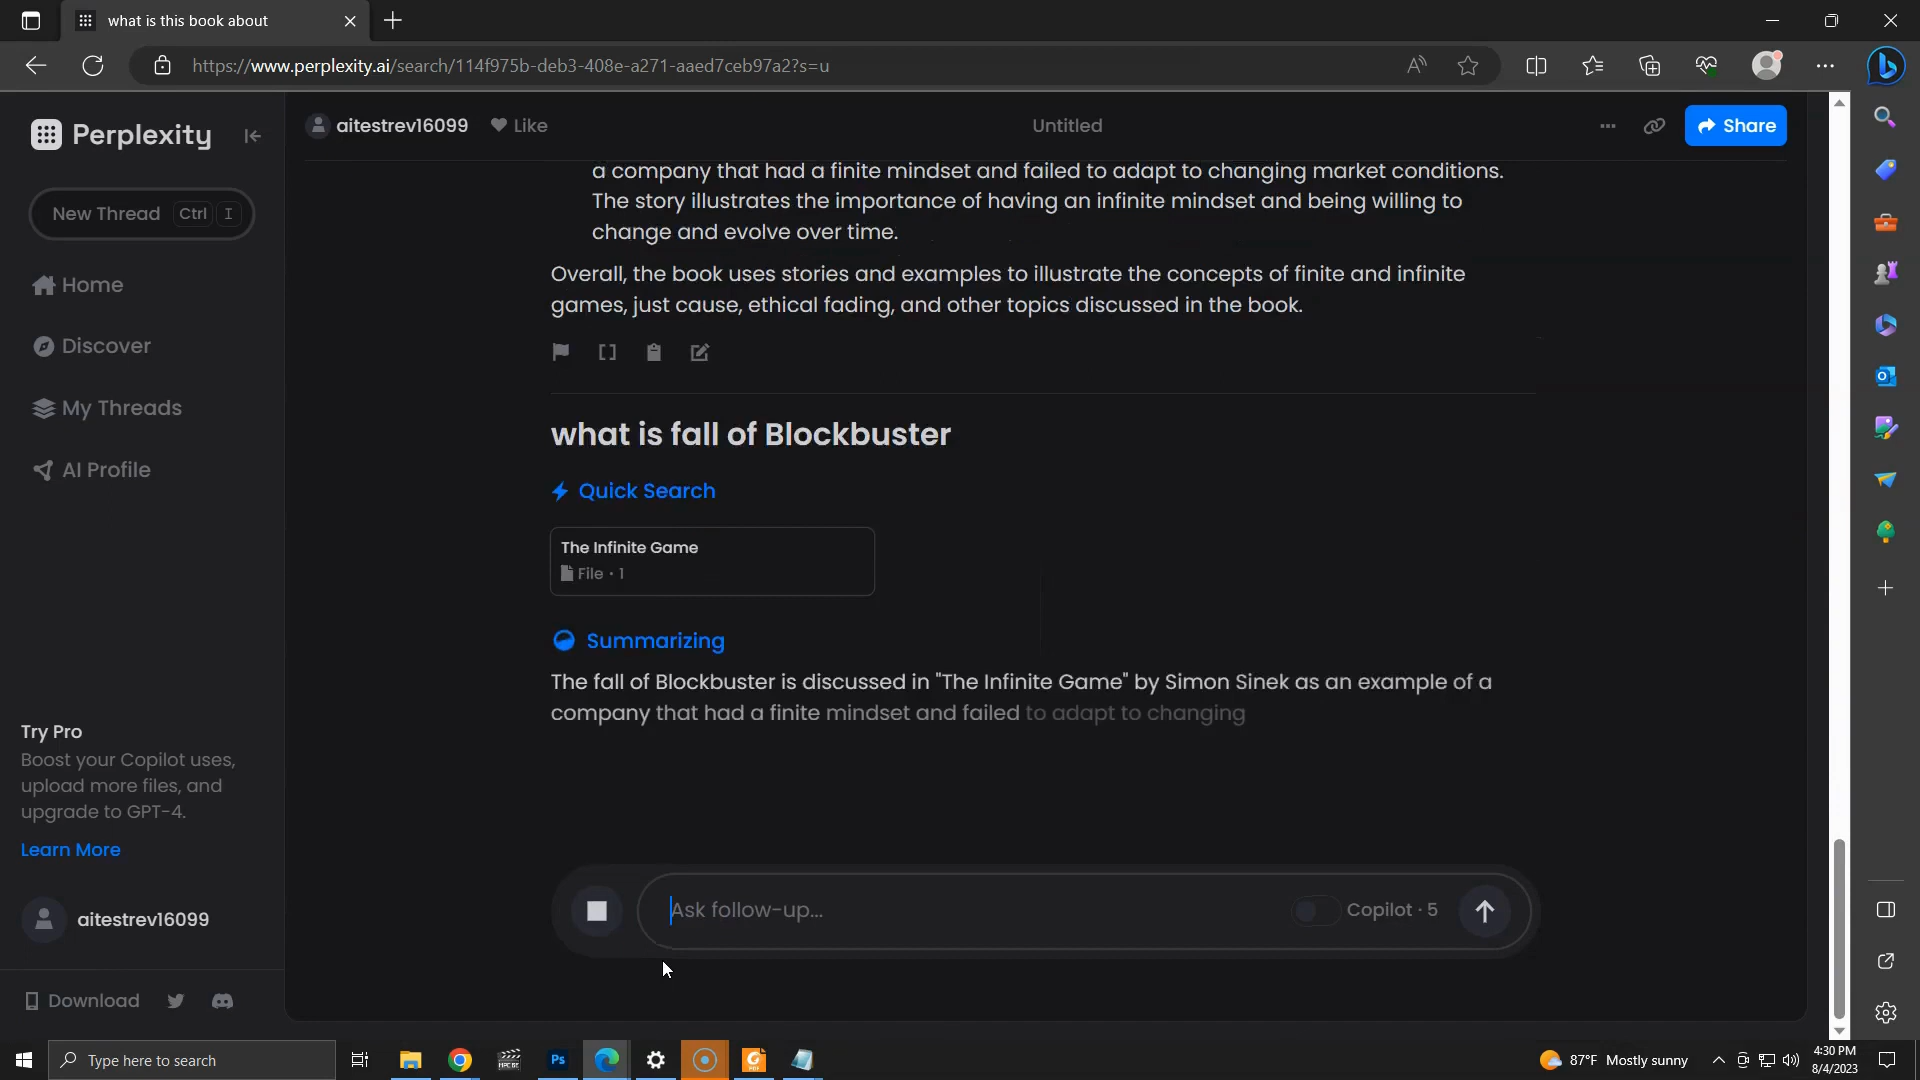 what is this book about
https://www.perplexity.ai/search/114f975b-deb3-408e-a271-aaed7ceb97a2?s=u
Perplexity
New Thread Ctrl I
Home
Discover
My Threads
AI Profile
Try Pro
Boost your Copilot uses,
upload more files, and
upgrade to GPT-4.
Learn More
aitestrev16099
Download
aitestrev16099 Like
Untitled
Share
a company that had a finite mindset and failed to adapt to changing market conditions.
The story illustrates the importance of having an infinite mindset and being willing to
change and evolve over time.
Overall, the book uses stories and examples to illustrate the concepts of finite and infinite
games, just cause, ethical fading, and other topics discussed in the book.
what is fall of Blockbuster
Quick Search
The Infinite Game
File · 1
Summarizing
The fall of Blockbuster is discussed in "The Infinite Game" by Simon Sinek as an example of a
company that had a finite mindset and failed to adapt to changing
Ask follow-up...
Copilot · 5
Type here to search
Ps
87°F Mostly sunny
4:30 PM
8/4/2023